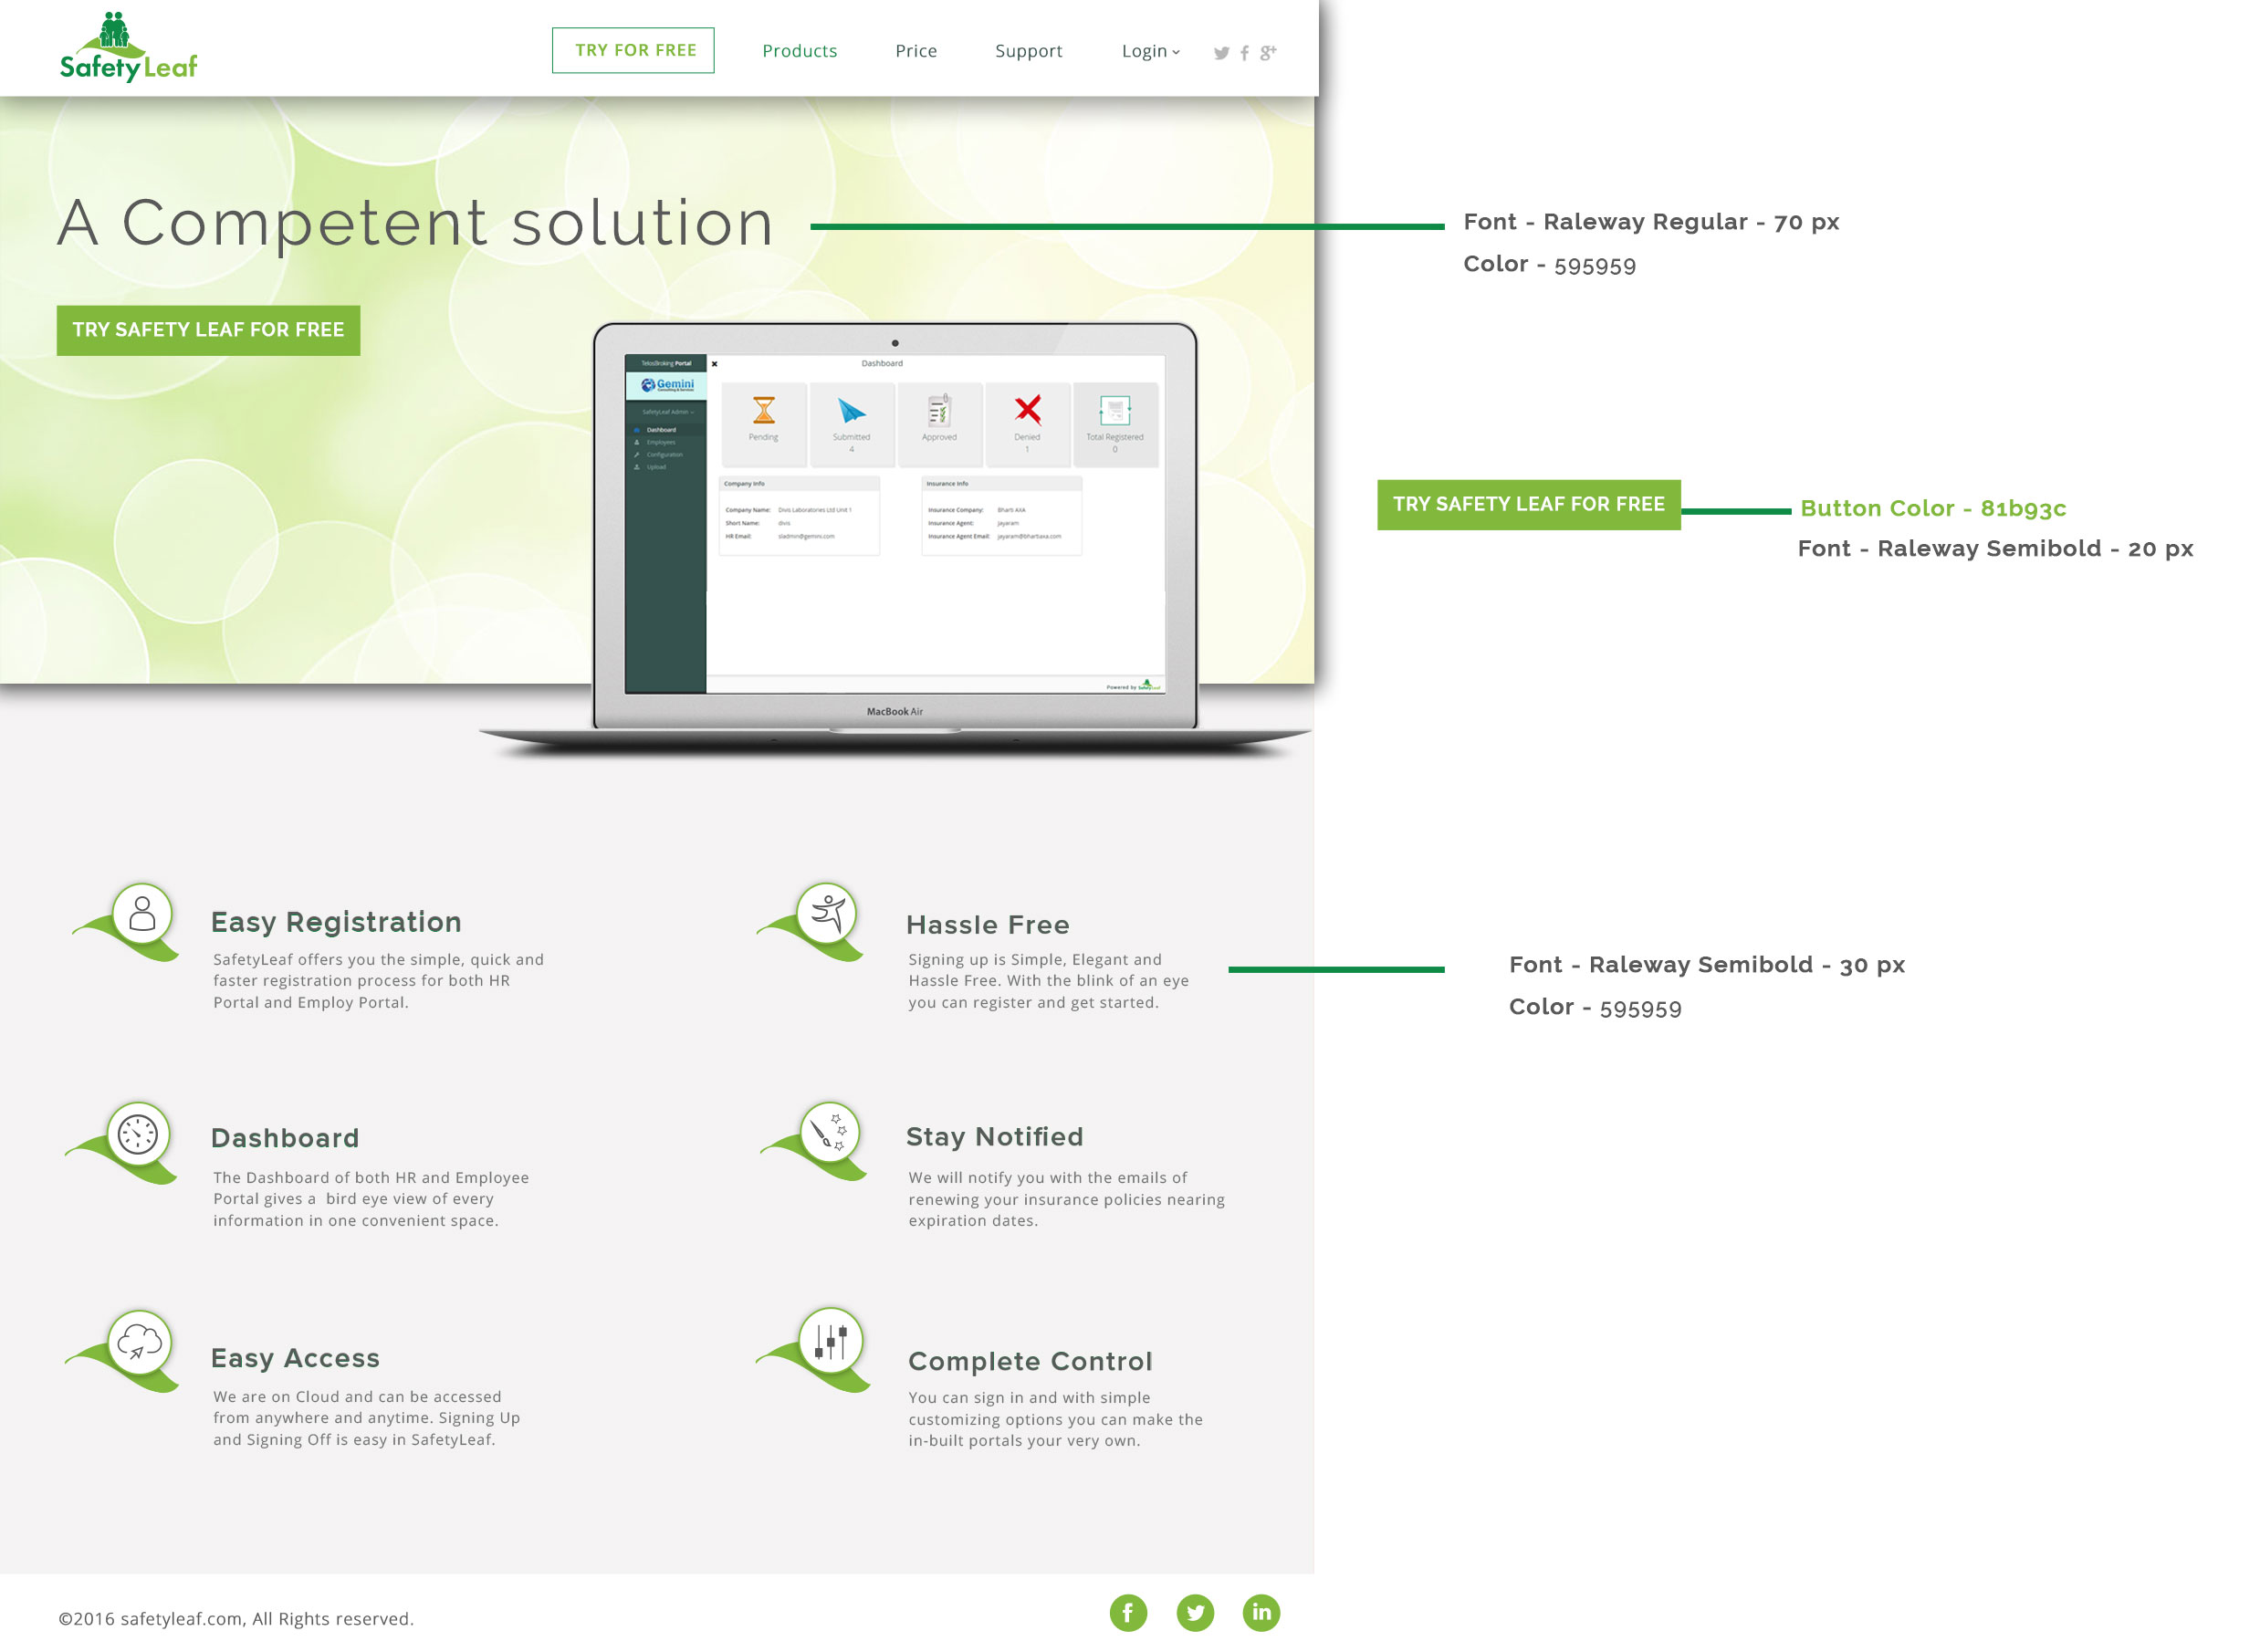 SafetyLeaf
TRY FOR FREE
Products
Price
Support
Login
A Competent solution
TRY SAFETY LEAF FOR FREE
Font - Raleway Regular - 70 px
Color - 595959
TRY SAFETY LEAF FOR FREE
Button Color - 81b93c
Font - Raleway Semibold - 20 px
TelosBroking Portal
Gemini
Consulting & Services
SafetyLeaf Admin
Dashboard
Employees
Configuration
Upload
Dashboard
Pending
Submitted
4
Approved
Denied
1
Total Registered
0
Company Info
Company Name: Divis Laboratories Ltd Unit 1
Short Name: divis
HR Email: sladmin@gemini.com
Insurance Info
Insurance Company: Bharti AXA
Insurance Agent: Jayaram
Insurance Agent Email: jayaram@bhartiaxa.com
Powered by SafetyLeaf
MacBook Air
Easy Registration
SafetyLeaf offers you the simple, quick and
faster registration process for both HR
Portal and Employ Portal.
Hassle Free
Signing up is Simple, Elegant and
Hassle Free. With the blink of an eye
you can register and get started.
Font - Raleway Semibold - 30 px
Color - 595959
Dashboard
The Dashboard of both HR and Employee
Portal gives a  bird eye view of every
information in one convenient space.
Stay Notified
We will notify you with the emails of
renewing your insurance policies nearing
expiration dates.
Easy Access
We are on Cloud and can be accessed
from anywhere and anytime. Signing Up
and Signing Off is easy in SafetyLeaf.
Complete Control
You can sign in and with simple
customizing options you can make the
in-built portals your very own.
©2016 safetyleaf.com, All Rights reserved.